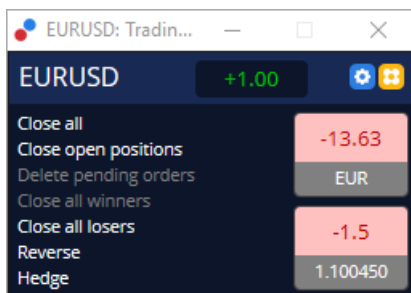 EURUSD: Tradin...
EURUSD +1.00
Close all
Close open positions
Delete pending orders
Close all winners
Close all losers
Reverse
Hedge
-13.63
EUR
-1.5
1.100450